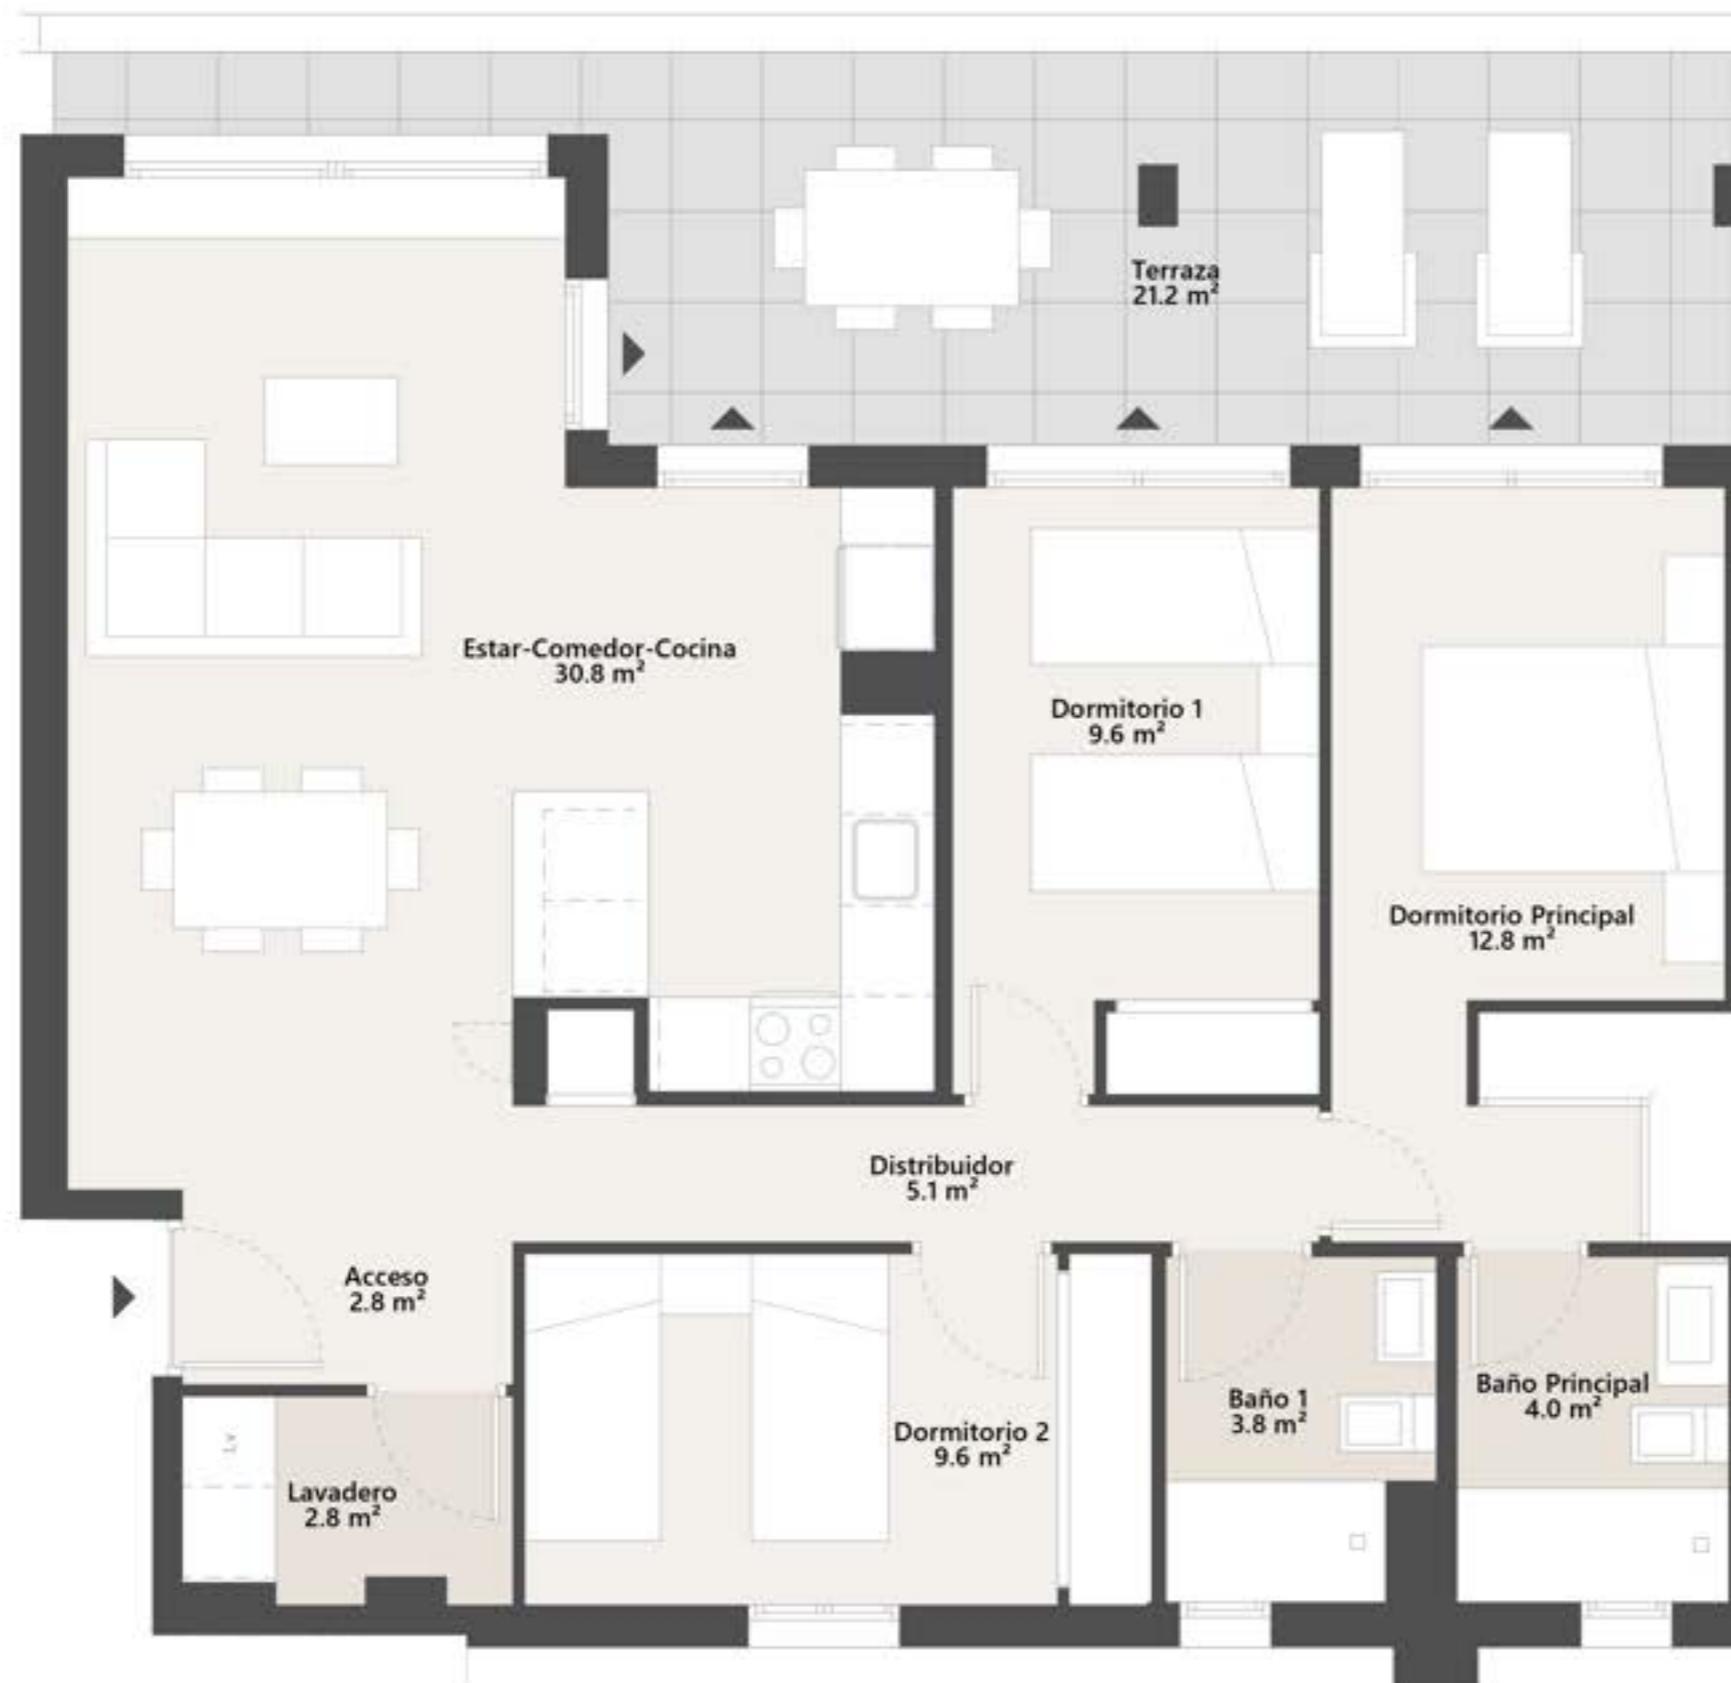 Terraza
21.2 m²
Estar-Comedor-Cocina
30.8 m²
Dormitorio 1
9.6 m²
Dormitorio Principal
12.8 m²
Distribuidor
5.1 m²
Acceso
2.8 m²
Baño Principal
4.0 m²
Baño 1
3.8 m²
Dormitorio 2
9.6 m²
Lv
Lavadero
2.8 m²